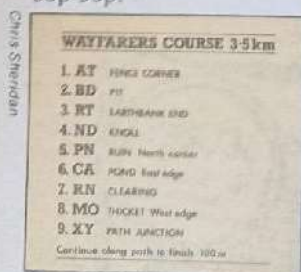 Chris Sheridan
WAYFARERS COURSE 3·5km
1. AT FENCE CORNER
2. BD PIT
3. RT EARTHBANK END
4. ND KNOLL
5. PN RUIN North corner
6. CA POND East edge
7. RN CLEARING
8. MO THICKET West edge
9. XY PATH JUNCTION
Continue along path to finish 100m